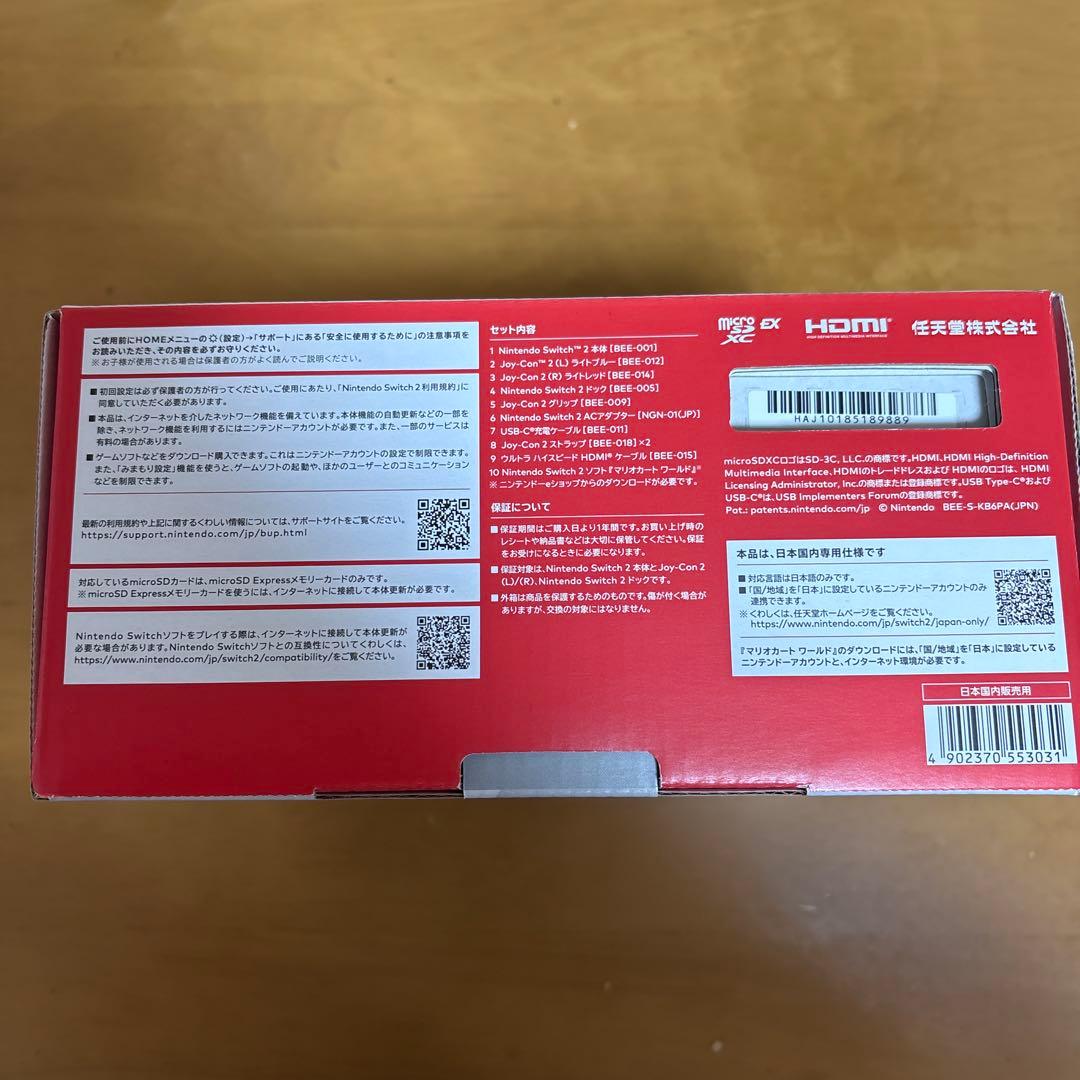 ご使用前にHOMEメニューの(設定)→「サポート」にある「安全に使用するために」の注意事項を
お読みいただき、その内容を必ずお守りください。
※お子様が使用される場合は保護者の方がよく読んでご説明ください。
■初回設定は必ず保護者の方が行ってください。ご使用にあたり、「Nintendo Switch 2利用規約」に
同意していただく必要があります。
■本品は、インターネットを介したネットワーク機能を備えています。本体機能の自動更新などの一部を
除き、ネットワーク機能を利用するにはニンテンドーアカウントが必要です。また、一部のサービスは
有料の場合があります。
■ゲームソフトなどをダウンロード購入できます。これはニンテンドーアカウントの設定で制限できます。
また、「みまもり設定」機能を使うと、ゲームソフトの起動や、ほかのユーザーとのコミュニケーション
などを制限できます。
最新の利用規約や上記に関するくわしい情報については、サポートサイトをご覧ください。
https://support.nintendo.com/jp/bup.html
対応しているmicroSDカードは、microSD Expressメモリーカードのみです。
※microSD Expressメモリーカードを使うには、インターネットに接続して本体更新が必要です。
Nintendo Switchソフトをプレイする際は、インターネットに接続して本体更新が
必要な場合があります。Nintendo Switchソフトとの互換性についてくわしくは、
https://www.nintendo.com/jp/switch2/compatibility/をご覧ください。
セット内容
1 Nintendo Switch™ 2 本体 [BEE-001]
2 Joy-Con™ 2 (L) ライトブルー [BEE-012]
3 Joy-Con 2 (R) ライトレッド [BEE-014]
4 Nintendo Switch 2 ドック [BEE-005]
5 Joy-Con 2 グリップ [BEE-009]
6 Nintendo Switch 2 ACアダプター [NGN-01(JP)]
7 USB-C®充電ケーブル [BEE-011]
8 Joy-Con 2 ストラップ [BEE-018]×2
9 ウルトラ ハイスピード HDMI®ケーブル [BEE-015]
10 Nintendo Switch 2 ソフト『マリオカート ワールド』※
※ ニンテンドーeショップからのダウンロードが必要です。
保証について
■保証期間はご購入日より1年間です。お買い上げ時の
レシートや納品書などは大切に保管してください。保証
をお受けになるときに必要になります。
■保証対象は、Nintendo Switch 2 本体とJoy-Con 2
(L)/(R)、Nintendo Switch 2 ドックです。
■外箱は商品を保護するためのものです。傷が付く場合が
ありますが、交換の対象にはなりません。
micro SD XC EX
HDMI
HIGH DEFINITION MULTIMEDIA INTERFACE
任天堂株式会社
HAJ10185189889
microSDXCロゴはSD-3C, LLC.の商標です。HDMI、HDMI High-Definition
Multimedia Interface、HDMIのトレードドレスおよび HDMIのロゴは、HDMI
Licensing Administrator, Inc.の商標または登録商標です。USB Type-C®および
USB-C®は、USB Implementers Forumの登録商標です。
Pat.: patents.nintendo.com/jp © Nintendo BEE-S-KB6PA(JPN)
本品は、日本国内専用仕様です
■対応言語は日本語のみです。
■「国/地域」を「日本」に設定しているニンテンドーアカウントのみ
連携できます。
※くわしくは、任天堂ホームページをご覧ください。
https://www.nintendo.com/jp/switch2/japan-only/
『マリオカート ワールド』のダウンロードには、「国/地域」を「日本」に設定している
ニンテンドーアカウントと、インターネット環境が必要です。
日本国内販売用
4 902370 553031